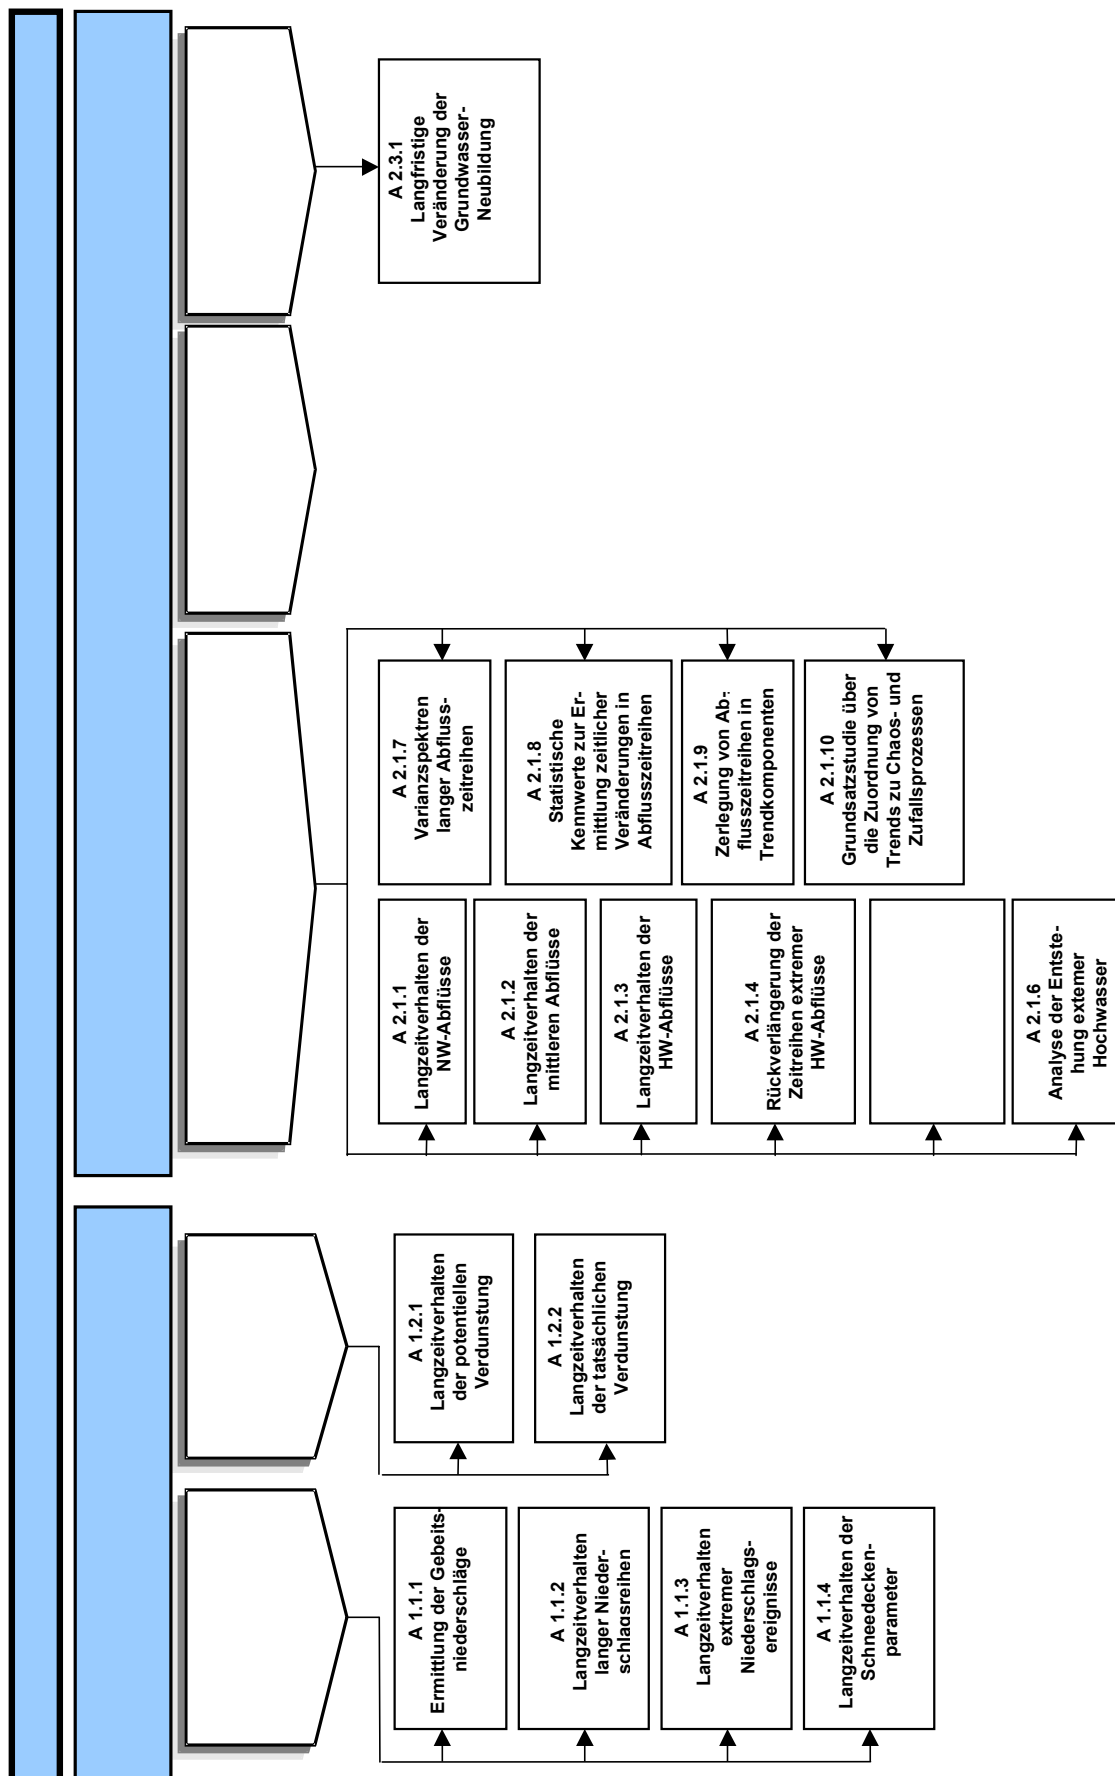 A 1.1.1
Ermittlung der Gebeits-
niederschläge
A 1.1.2
Langzeitverhalten
langer Nieder-
schlagsreihen
A 1.1.3
Langzeitverhalten
extremer
Niederschlags-
ereignisse
A 1.1.4
Langzeitverhalten der
Schneedecken-
parameter
A 1.2.1
Langzeitverhalten
der potentiellen
Verdunstung
A 1.2.2
Langzeitverhalten
der tatsächlichen
Verdunstung
A 2.1.1
Langzeitverhalten der
NW-Abflüsse
A 2.1.2
Langzeitverhalten der
mittleren Abflüsse
A 2.1.3
Langzeitverhalten der
HW-Abflüsse
A 2.1.4
Rückverlängerung der
Zeitreihen extremer
HW-Abflüsse
A 2.1.6
Analyse der Entste-
hung extemer
Hochwasser
A 2.1.7
Varianzspektren
langer Abfluss-
zeitreihen
A 2.1.8
Statistische
Kennwerte zur Er-
mittlung zeitlicher
Veränderungen in
Abflusszeitreihen
A 2.1.9
Zerlegung von Ab-
flusszeitreihen in
Trendkomponenten
A 2.1.10
Grundsatzstudie über
die Zuordnung von
Trends zu Chaos- und
Zufallsprozessen
A 2.3.1
Langfristige
Veränderung der
Grundwasser-
Neubildung